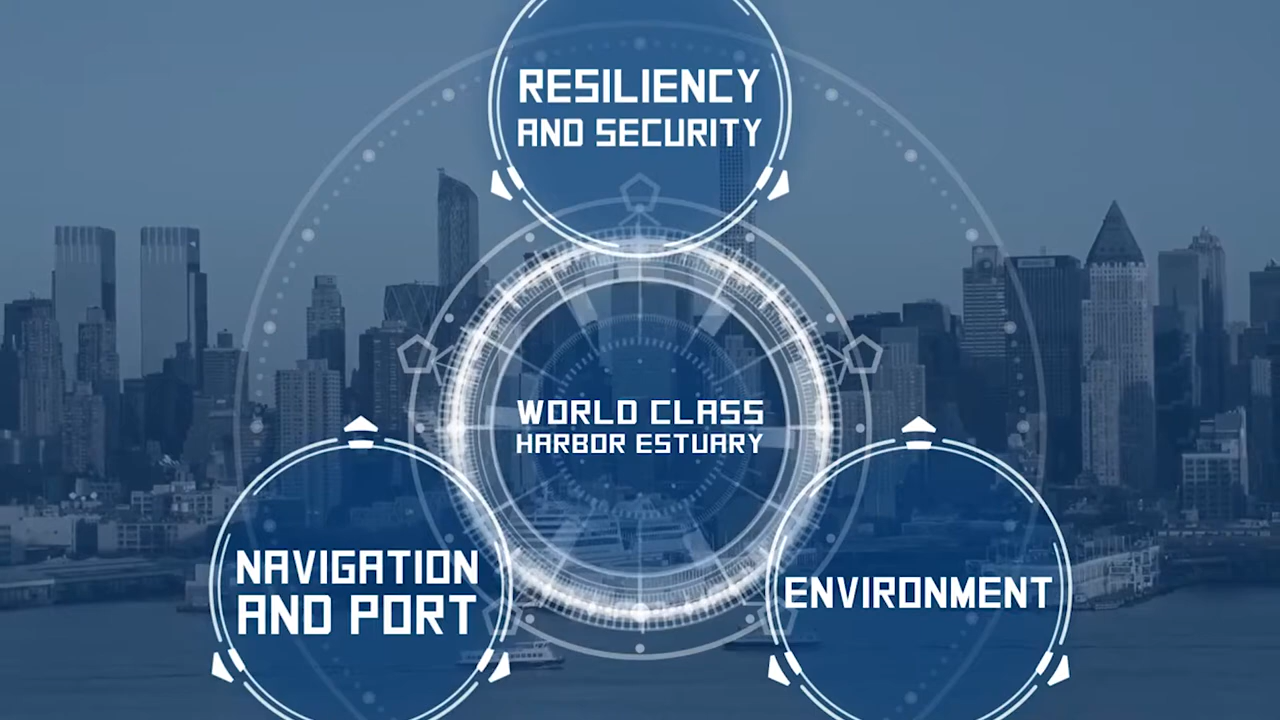 RESILIENCY
AND SECURITY
WORLD CLASS
HARBOR ESTUARY
NAVIGATION
AND PORT
ENVIRONMENT